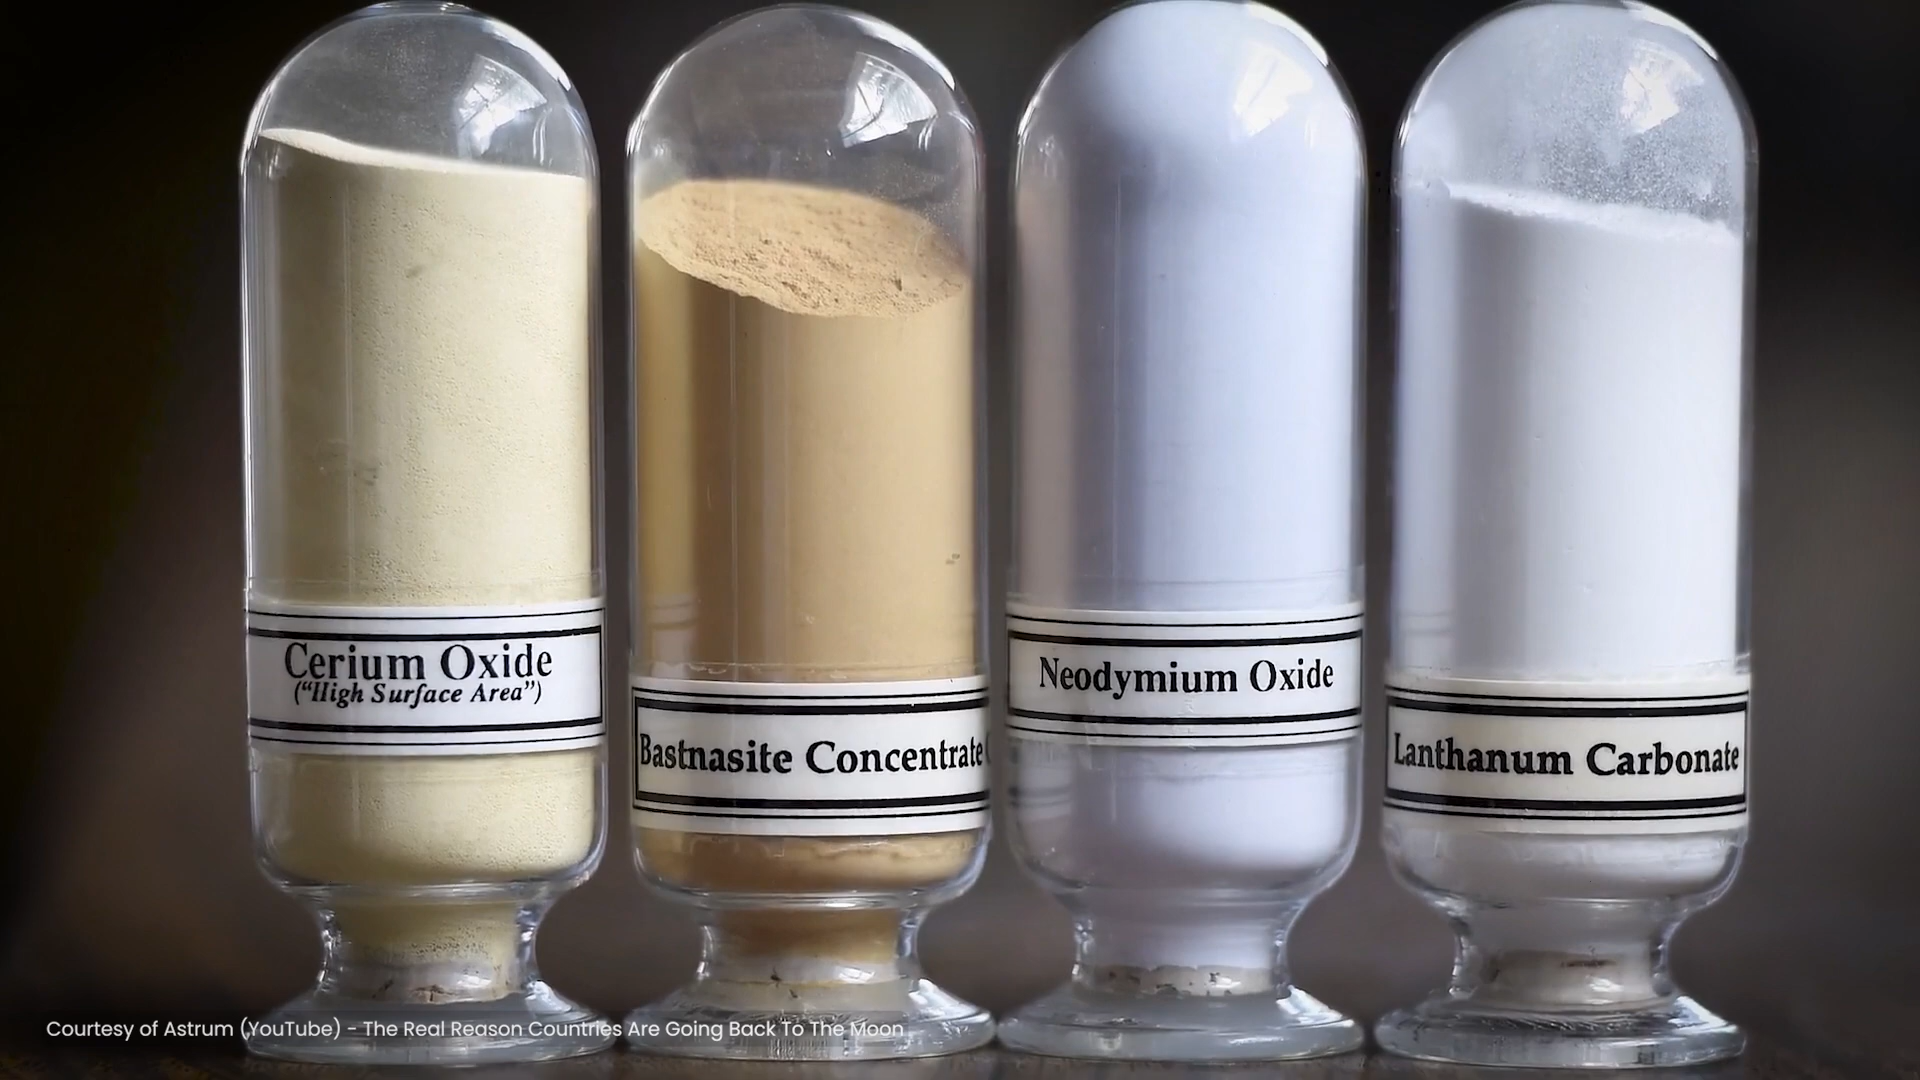 Cerium Oxide
("High Surface Area")
Bastnasite Concentrate
Neodymium Oxide
Lanthanum Carbonate
Courtesy of Astrum (YouTube) - The Real Reason Countries Are Going Back To The Moon